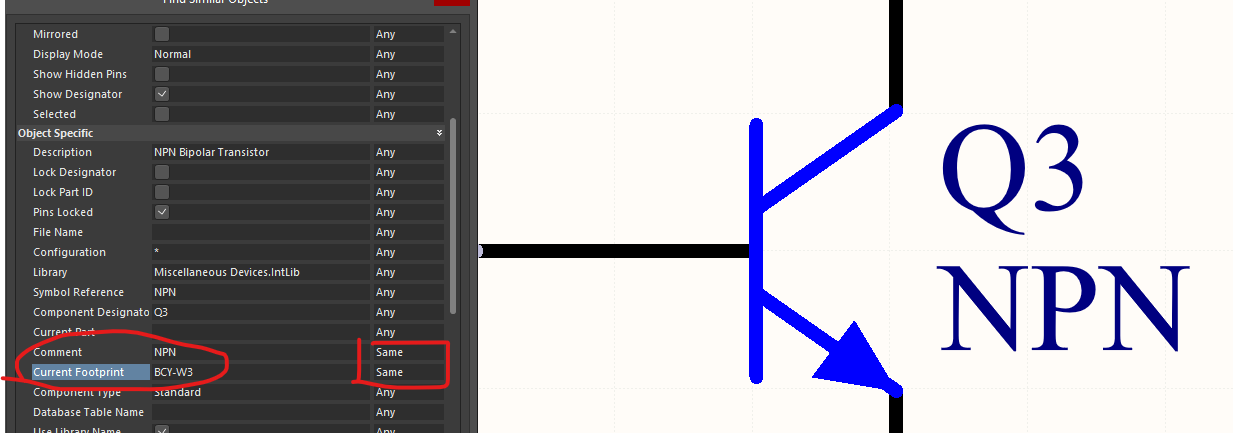 Find Similar Objects
Mirrored Any
Display Mode Normal Any
Show Hidden Pins Any
Show Designator Any
Selected Any
Object Specific
Description NPN Bipolar Transistor Any
Lock Designator Any
Lock Part ID Any
Pins Locked Any
File Name Any
Configuration * Any
Library Miscellaneous Devices.IntLib Any
Symbol Reference NPN Any
Component Designato Q3 Any
Current Part Any
Comment NPN Same
Current Footprint BCY-W3 Same
Component Type Standard Any
Database Table Name Any
Use Library Name Any
Q3
NPN